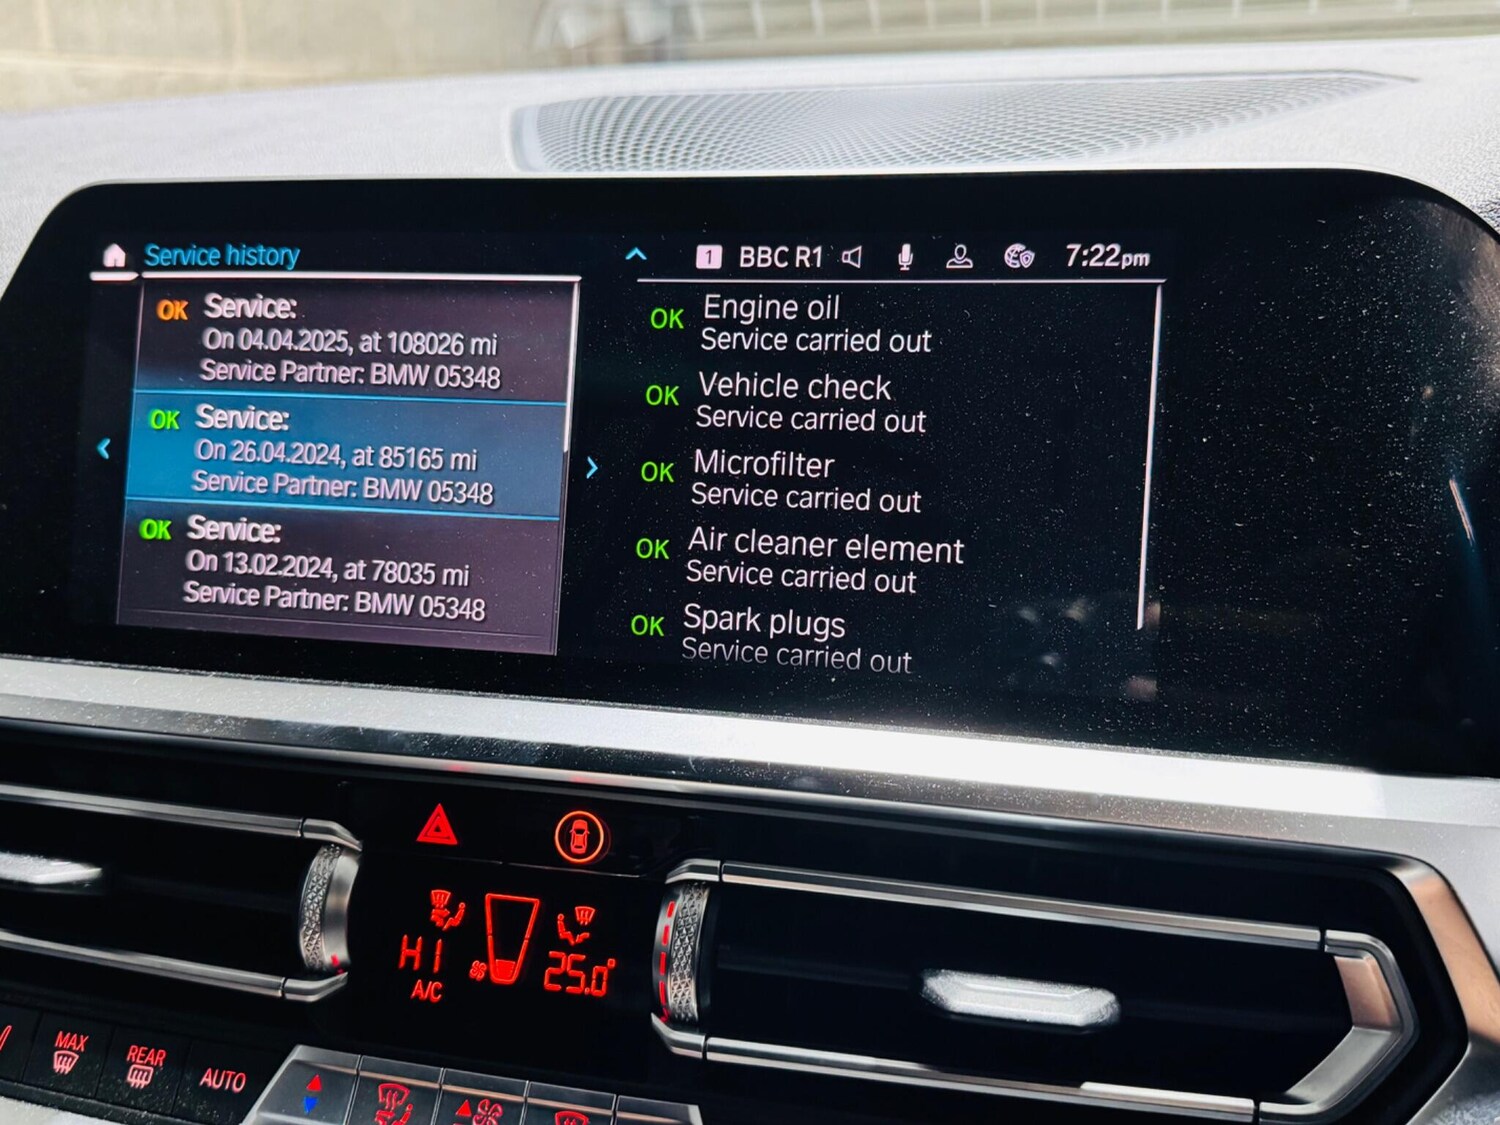 Service history
1 BBC R1 7:22pm
OK Service:
On 04.04.2025, at 108026 mi
Service Partner: BMW 05348
OK Service:
On 26.04.2024, at 85165 mi
Service Partner: BMW 05348
OK Service:
On 13.02.2024, at 78035 mi
Service Partner: BMW 05348
OK Engine oil
Service carried out
OK Vehicle check
Service carried out
OK Microfilter
Service carried out
OK Air cleaner element
Service carried out
OK Spark plugs
Service carried out
HI
A/C
25.0°
MAX
REAR
AUTO